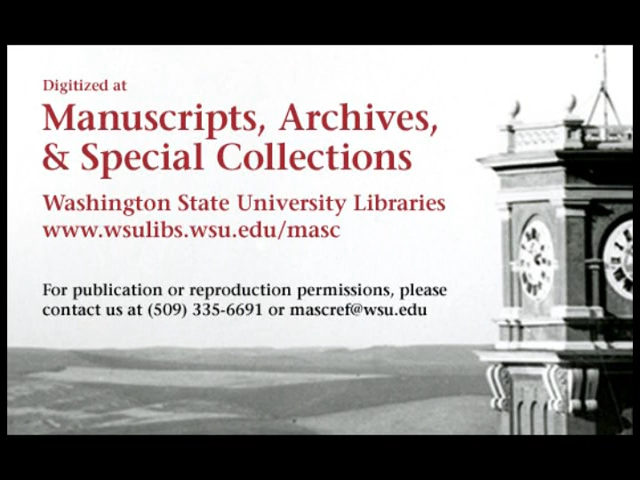 Digitized at
Manuscripts, Archives,
& Special Collections
Washington State University Libraries
www.wsulibs.wsu.edu/masc
For publication or reproduction permissions, please
contact us at (509) 335-6691 or mascref@wsu.edu